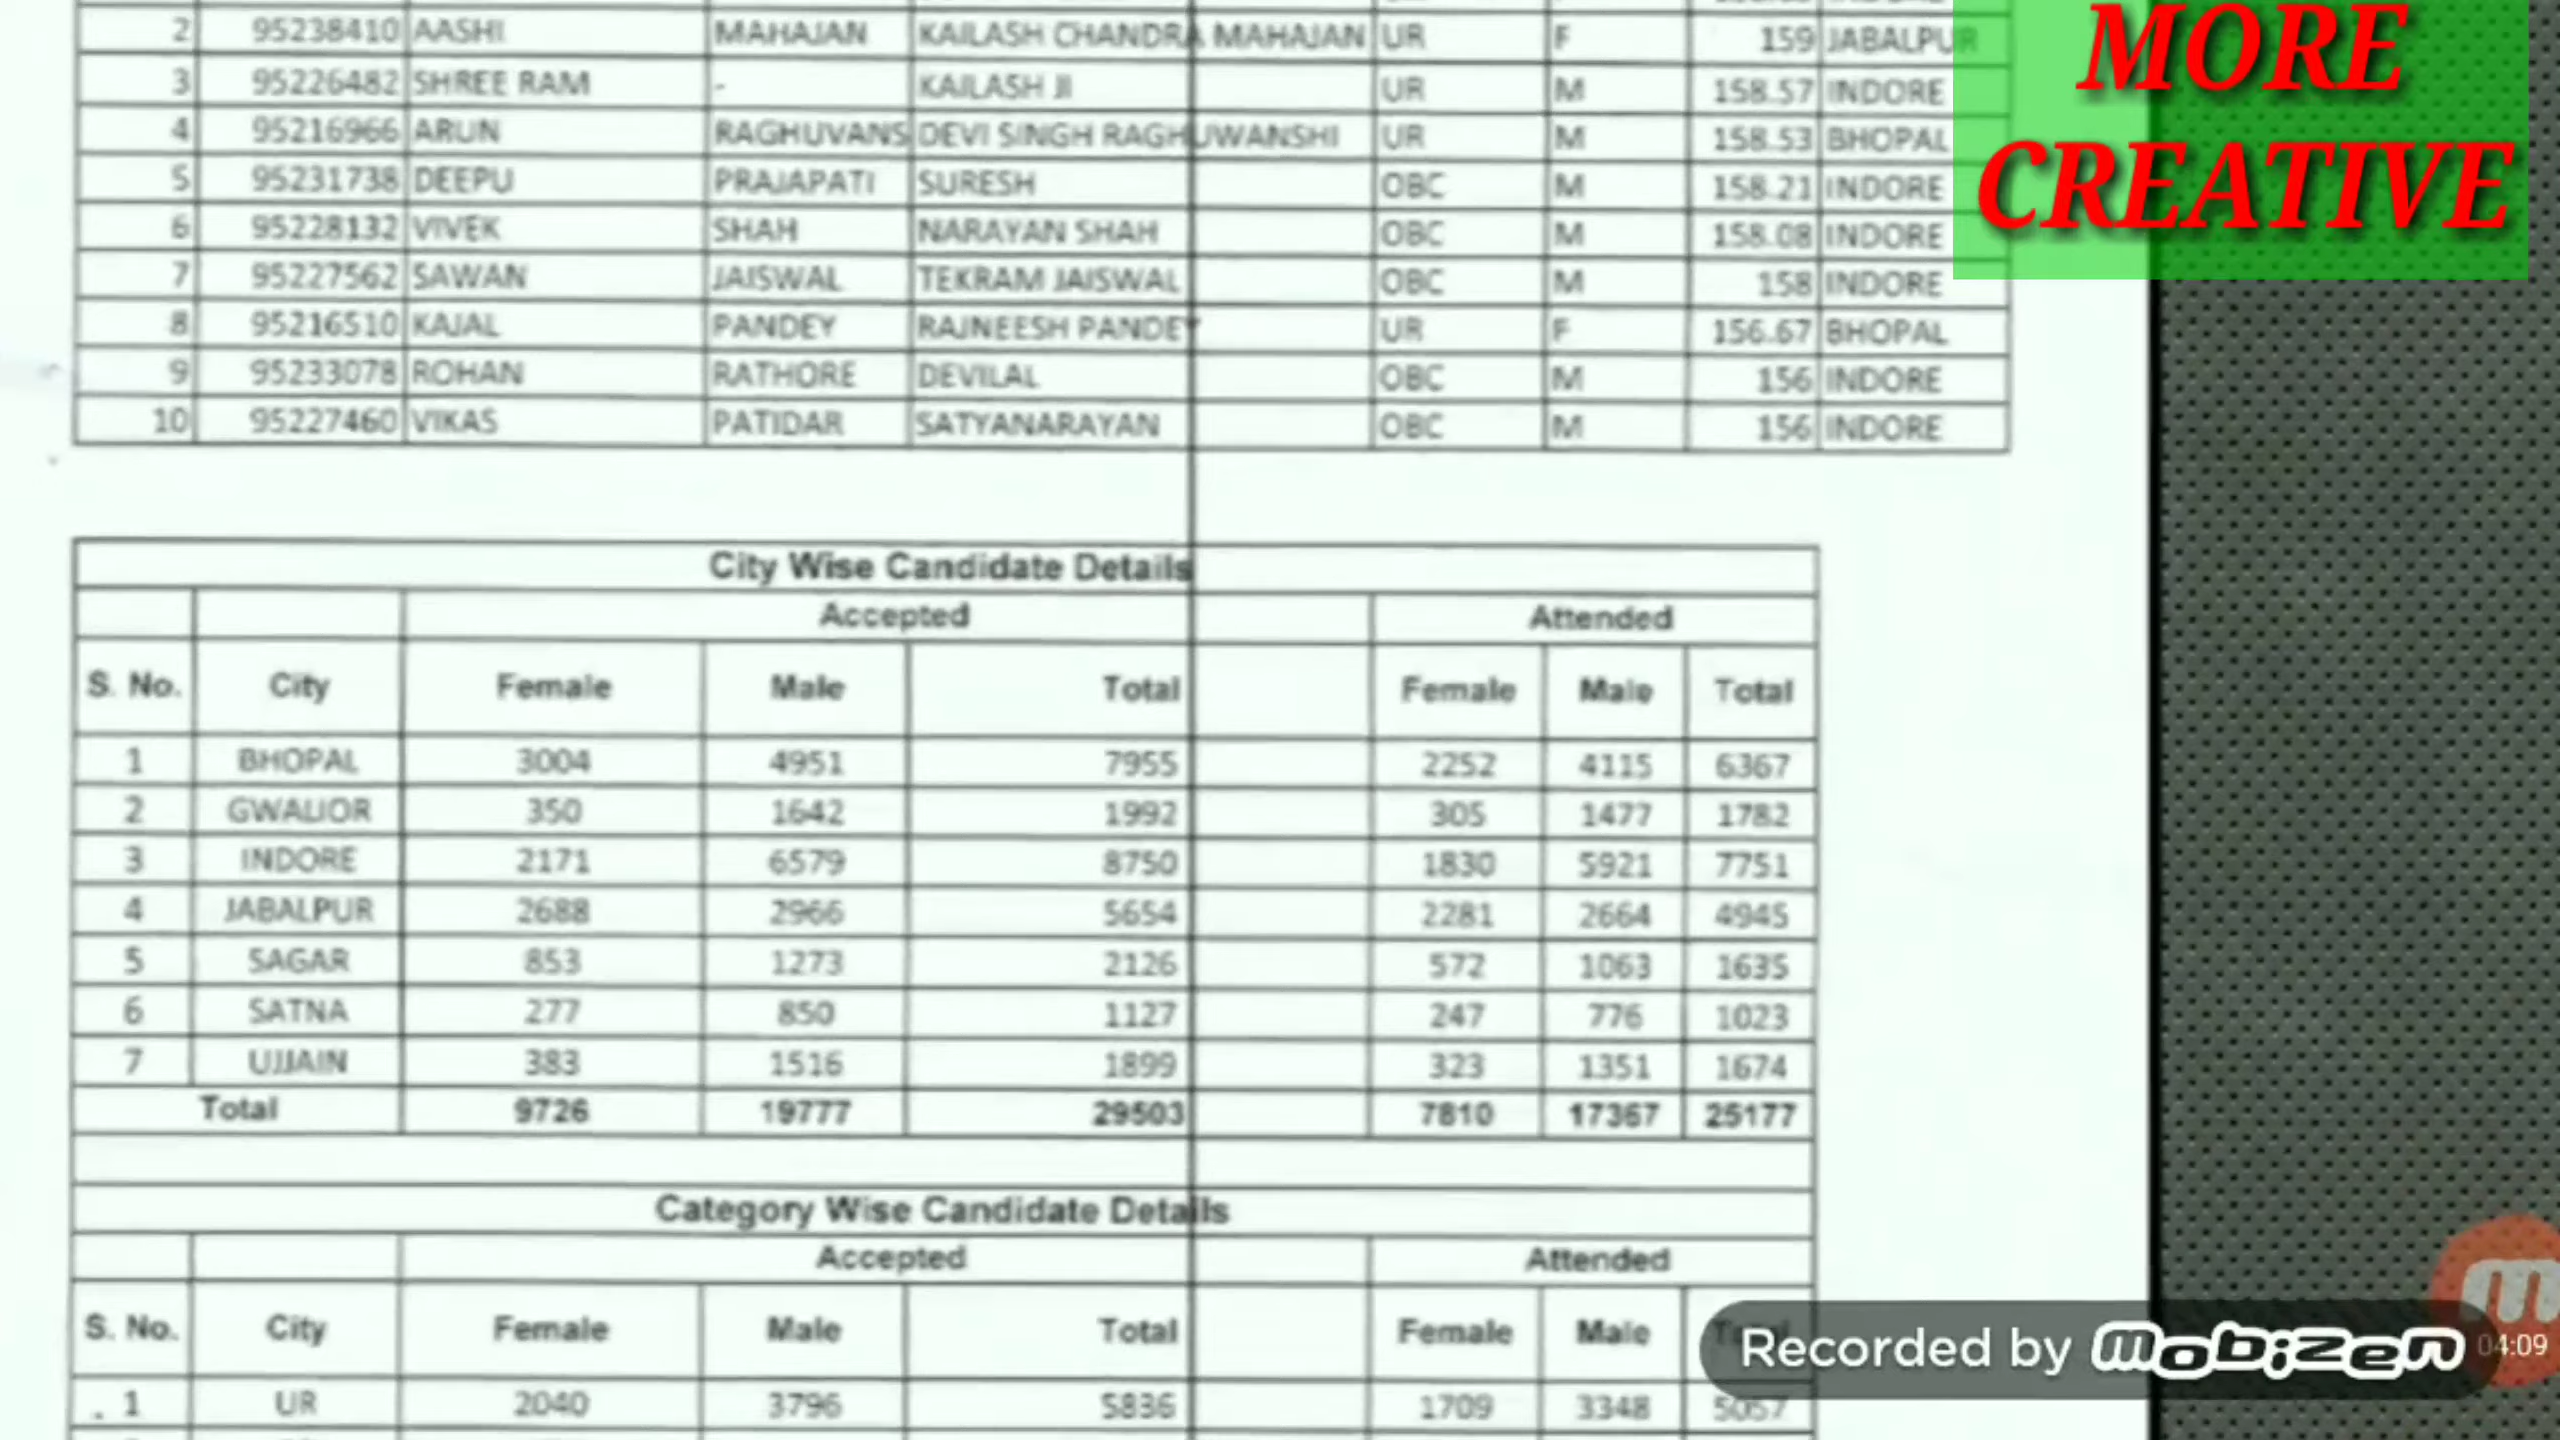 2 95238410 AASHI MAHAJAN KAILASH CHANDRA MAHAJAN UR F 159 JABALPUR
3 95226482 SHREE RAM - KAILASH JI UR M 158.57 INDORE
4 95216966 ARUN RAGHUVANS DEVI SINGH RAGHUWANSHI UR M 158.53 BHOPAL
5 95231738 DEEPU PRAJAPATI SURESH OBC M 158.21 INDORE
6 95228132 VIVEK SHAH NARAYAN SHAH OBC M 158.08 INDORE
7 95227562 SAWAN JAISWAL TEKRAM JAISWAL OBC M 158 INDORE
8 95216510 KAJAL PANDEY RAJNEESH PANDEY UR F 156.67 BHOPAL
9 95233078 ROHAN RATHORE DEVILAL OBC M 156 INDORE
10 95227460 VIKAS PATIDAR SATYANARAYAN OBC M 156 INDORE
MORE
CREATIVE
City Wise Candidate Details
Accepted Attended
S. No. City Female Male Total Female Male Total
1 BHOPAL 3004 4951 7955 2252 4115 6367
2 GWALIOR 350 1642 1992 305 1477 1782
3 INDORE 2171 6579 8750 1830 5921 7751
4 JABALPUR 2688 2966 5654 2281 2664 4945
5 SAGAR 853 1273 2126 572 1063 1635
6 SATNA 277 850 1127 247 776 1023
7 UJJAIN 383 1516 1899 323 1351 1674
Total 9726 19777 29503 7810 17367 25177
Category Wise Candidate Details
Accepted Attended
S. No. City Female Male Total Female Male Total
1 UR 2040 3796 5836 1709 3348 5057
Recorded by mobizen
04:09